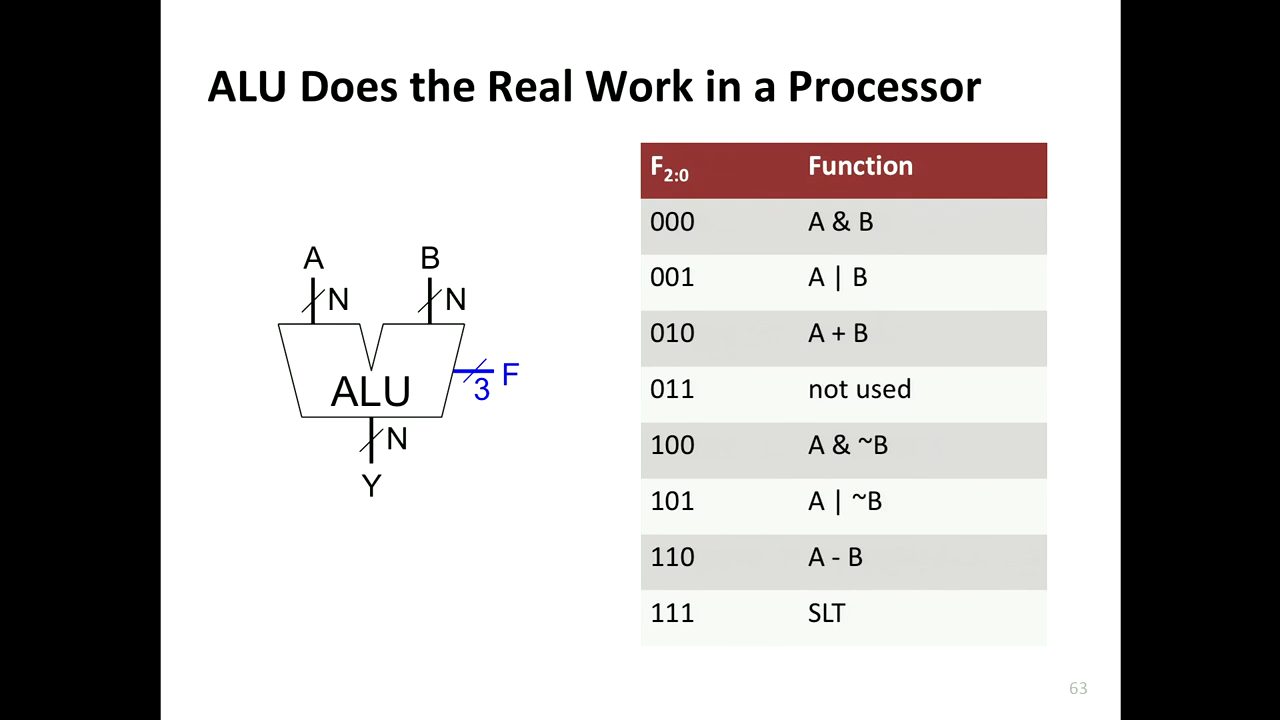 ALU Does the Real Work in a Processor
A B
N N
ALU
3 F
N
Y
F2:0 Function
000 A & B
001 A | B
010 A + B
011 not used
100 A & ~B
101 A | ~B
110 A - B
111 SLT
63